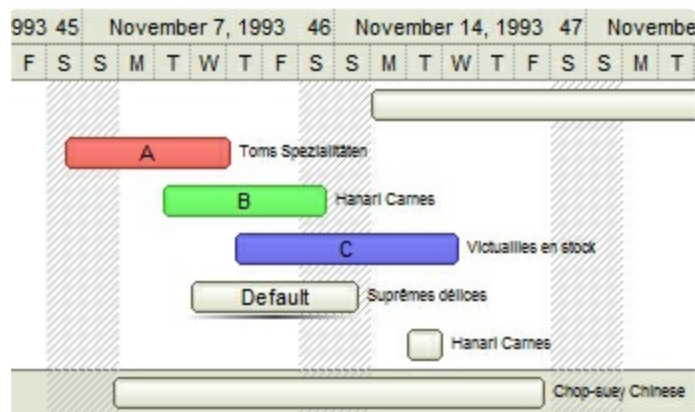 993 45 November 7, 1993 46 November 14, 1993 47 Novembe
F S S M T W T F S S M T W T F S S M T
A Toms Spezialitäten
B Hanari Carnes
C Victuailles en stock
Default Suprêmes délices
Hanari Carnes
Chop-suey Chinese